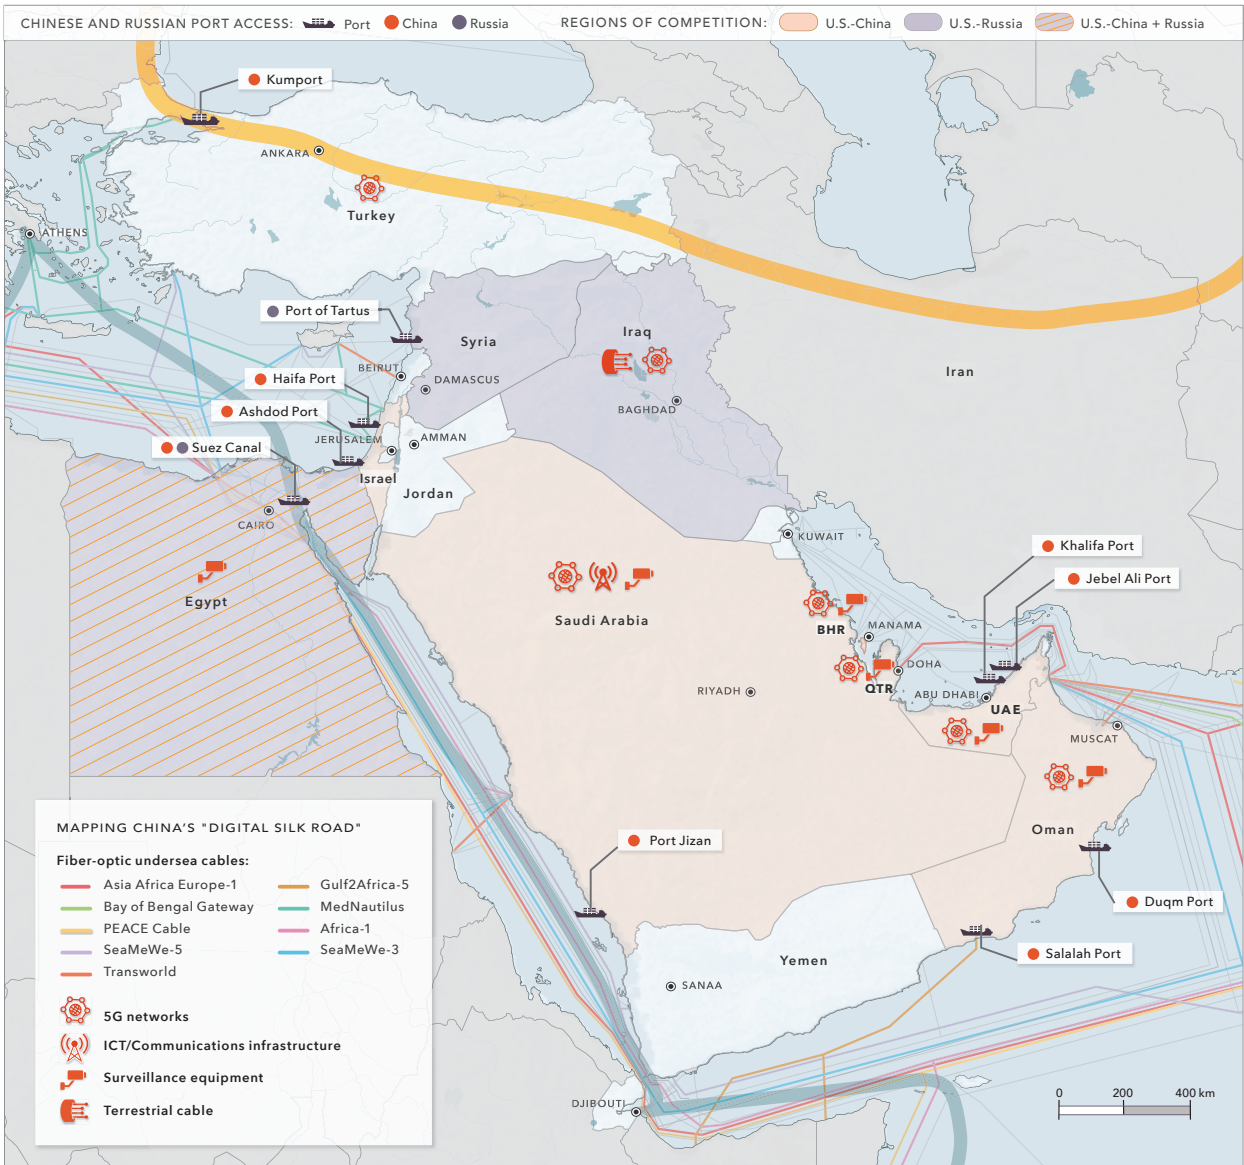 CHINESE AND RUSSIAN PORT ACCESS: Port China Russia
REGIONS OF COMPETITION: U.S.-China U.S.-Russia U.S.-China + Russia
Kumport
ANKARA
Turkey
ATHENS
Port of Tartus
Syria
Iraq
Iran
BEIRUT
Haifa Port
DAMASCUS
Ashdod Port
BAGHDAD
JERUSALEM
AMMAN
Suez Canal
Israel
Jordan
CAIRO
KUWAIT
Khalifa Port
Jebel Ali Port
Egypt
Saudi Arabia
BHR
MANAMA
DOHA
QTR
RIYADH
ABU DHABI
UAE
MUSCAT
Oman
Port Jizan
Duqm Port
Salalah Port
Yemen
SANAA
DJIBOUTI
0 200 400 km
MAPPING CHINA'S "DIGITAL SILK ROAD"
Fiber-optic undersea cables:
Asia Africa Europe-1
Bay of Bengal Gateway
PEACE Cable
SeaMeWe-5
Transworld
Gulf2Africa-5
MedNautilus
Africa-1
SeaMeWe-3
5G networks
ICT/Communications infrastructure
Surveillance equipment
Terrestrial cable